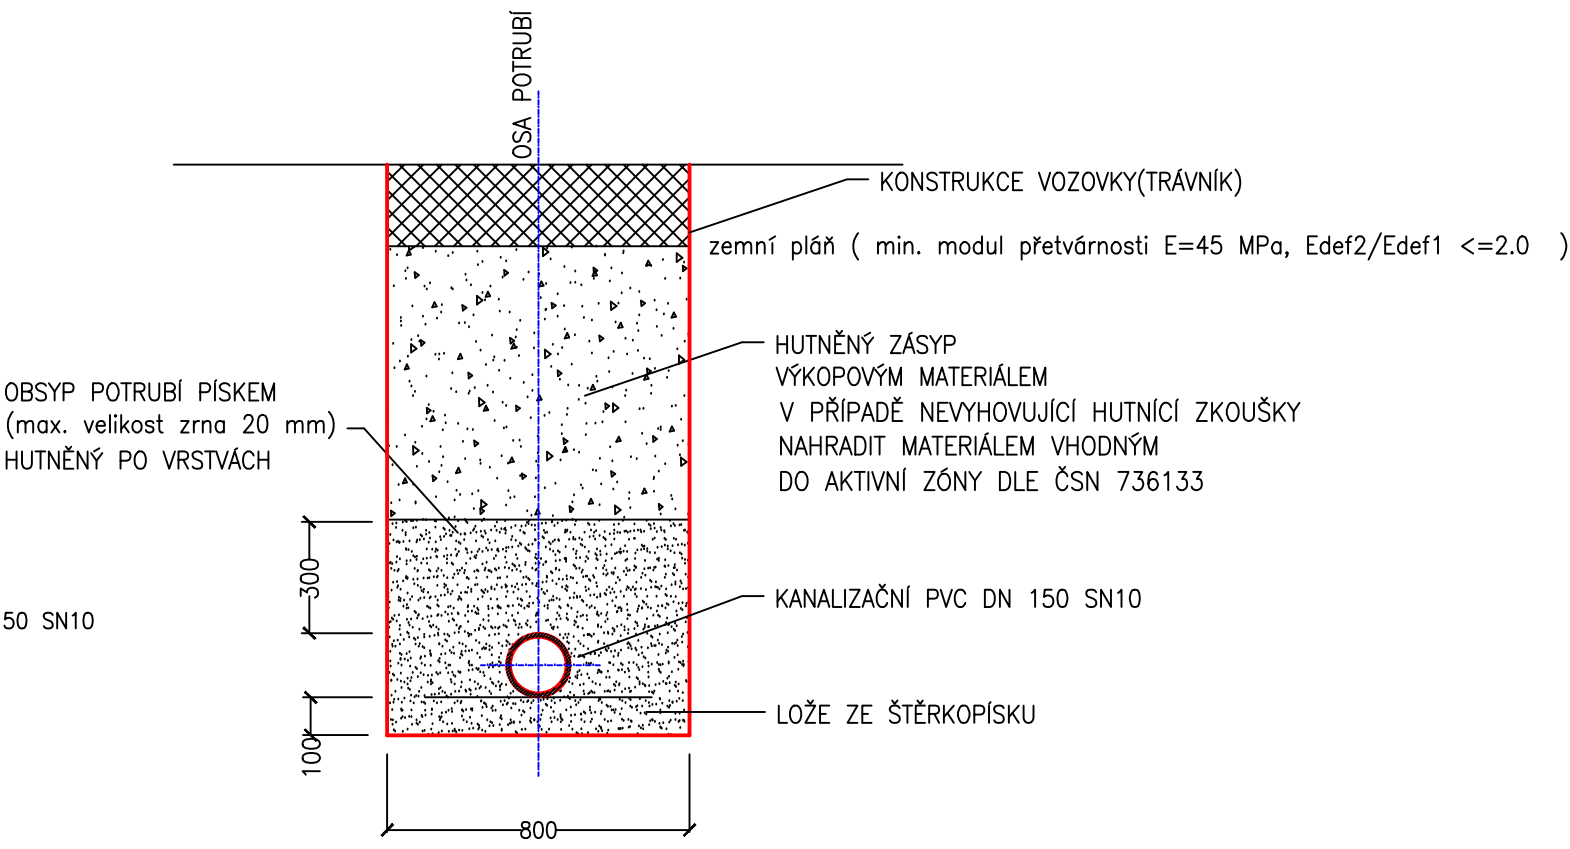 OSA POTRUBÍ
KONSTRUKCE VOZOVKY(TRÁVNÍK)
zemní pláň ( min. modul přetvárnosti E=45 MPa, Edef2/Edef1 <=2.0 )
HUTNĚNÝ ZÁSYP
VÝKOPOVÝM MATERIÁLEM
V PŘÍPADĚ NEVYHOVUJÍCÍ HUTNÍCÍ ZKOUŠKY
NAHRADIT MATERIÁLEM VHODNÝM
DO AKTIVNÍ ZÓNY DLE ČSN 736133
OBSYP POTRUBÍ PÍSKEM
(max. velikost zrna 20 mm)
HUTNĚNÝ PO VRSTVÁCH
300
50 SN10
KANALIZAČNÍ PVC DN 150 SN10
LOŽE ZE ŠTĚRKOPÍSKU
100
800